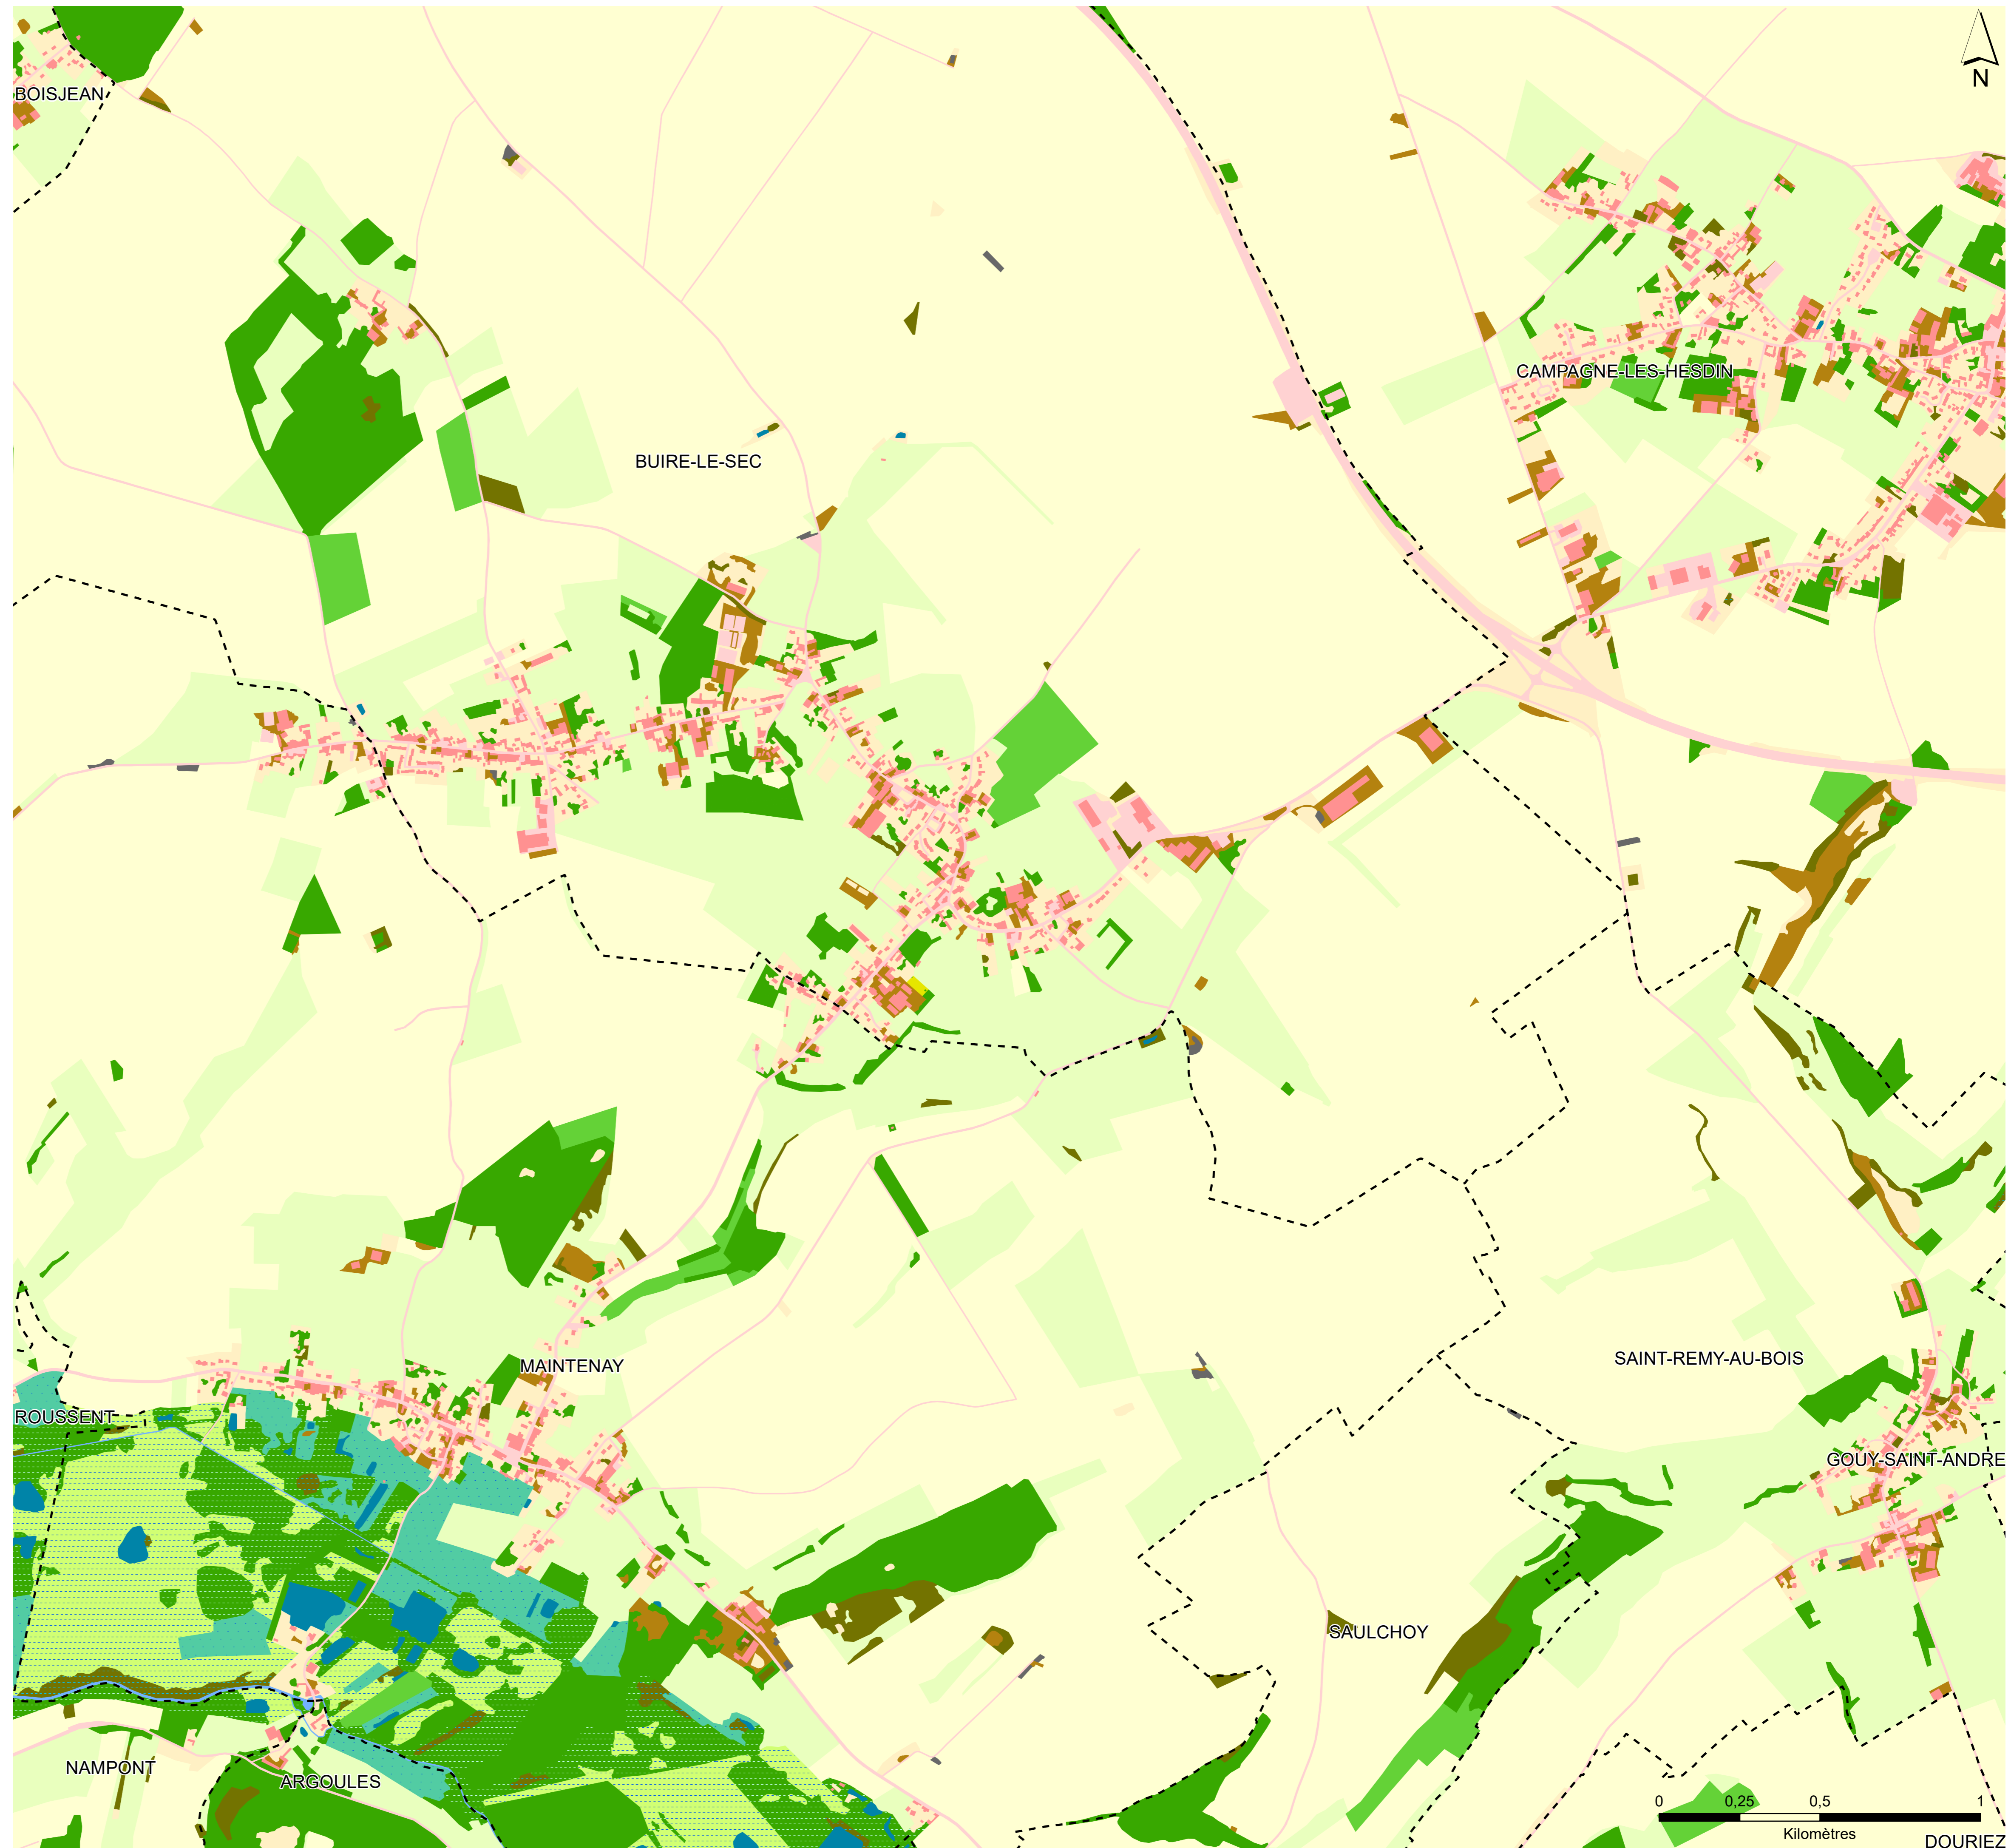 N
BOISJEAN
CAMPAGNE-LES-HESDIN
BUIRE-LE-SEC
SAINT-REMY-AU-BOIS
MAINTENAY
ROUSSENT
GOUY-SAINT-ANDRE
SAULCHOY
NAMPONT
ARGOULES
0 0,25 0,5 1
Kilomètres
DOURIEZ